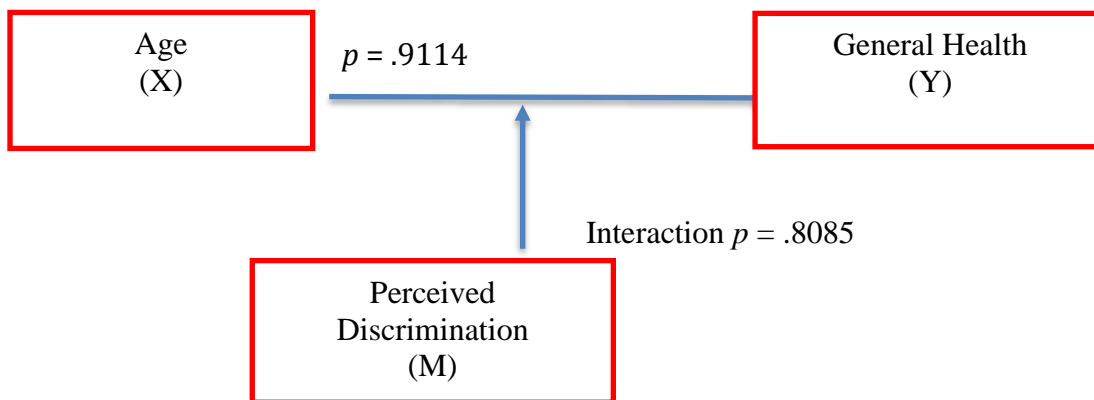 Age
(X)
p = .9114
General Health
(Y)
Interaction p = .8085
Perceived
Discrimination
(M)